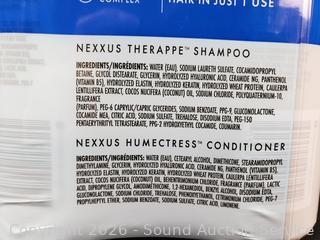 COMPLEX
HAIR IN JUST 1 USE
NEXXUS THERAPPE™ SHAMPOO
INGREDIENTS/INGRÉDIENTS: WATER (EAU), SODIUM LAURETH SULFATE, COCAMIDOPROPYL
BETAINE, GLYCOL DISTEARATE, GLYCERIN, HYDROLYZED HYALURONIC ACID, CERAMIDE NG, PANTHENOL
(VITAMIN B5), HYDROLYZED ELASTIN, HYDROLYZED KERATIN, HYDROLYZED WHEAT PROTEIN, CAULERPA
LENTILLIFERA EXTRACT, COCOS NUCIFERA (COCONUT) OIL, SODIUM CHLORIDE, POLYQUATERNIUM-10,
FRAGRANCE
(PARFUM), PEG-6 CAPRYLIC/CAPRIC GLYCERIDES, SODIUM BENZOATE, PPG-9, GLUCONOLACTONE,
COCAMIDE MEA, CITRIC ACID, SODIUM SULFATE, TREHALOSE, DISODIUM EDTA, PEG-150
PENTAERYTHRITYL TETRASTEARATE, PPG-2 HYDROXYETHYL COCAMIDE, COUMARIN.
NEXXUS HUMECTRESS™ CONDITIONER
INGREDIENTS/INGRÉDIENTS: WATER (EAU), CETEARYL ALCOHOL, DIMETHICONE, STEARAMIDOPROPYL
DIMETHYLAMINE, GLYCERIN, HYDROLYZED HYALURONIC ACID, CERAMIDE NG, PANTHENOL (VITAMIN B5),
HYDROLYZED ELASTIN, HYDROLYZED KERATIN, HYDROLYZED WHEAT PROTEIN, CAULERPA LENTILLIFERA
EXTRACT, COCOS NUCIFERA (COCONUT) OIL, BEHENTRIMONIUM CHLORIDE, FRAGRANCE (PARFUM), LACTIC
ACID, DIPROPYLENE GLYCOL, AMODIMETHICONE, 1,2-HEXANEDIOL,
GLUCONOLACTONE, SODIUM CHLORIDE, TREHALOSE, PHENOXYETHANOL, DISODIUM EDTA,
PROPYLHEPTYL ETHER, SODIUM BENZOATE, SODIUM SULFATE, CITRIC ACID, LIMONENE, PEG-7
Copyright 2026 - Sound Auction Service